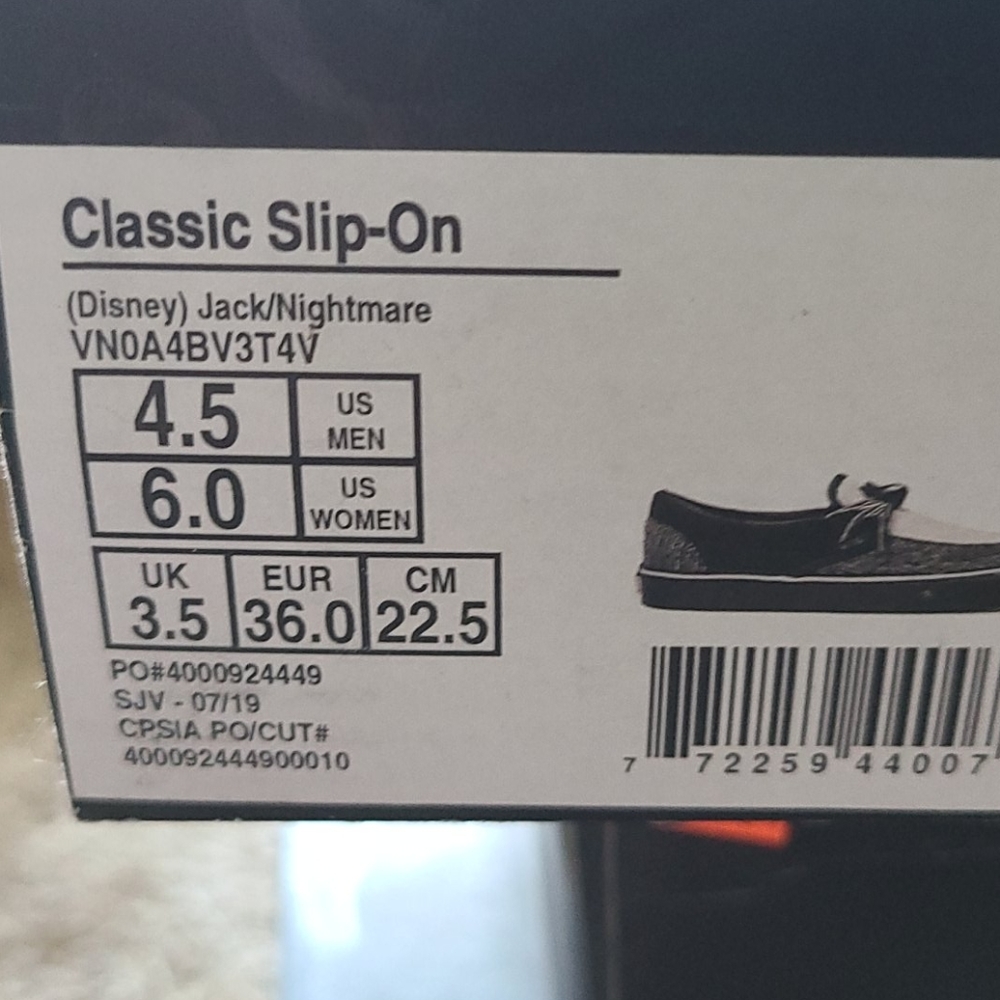 Classic Slip-On
(Disney) Jack/Nightmare
VN0A4BV3T4V
4.5 US MEN
6.0 US WOMEN
UK EUR CM
3.5 36.0 22.5
PO#4000924449
SJV - 07/19
CPSIA PO/CUT#
400092444900010
7 72259 44007